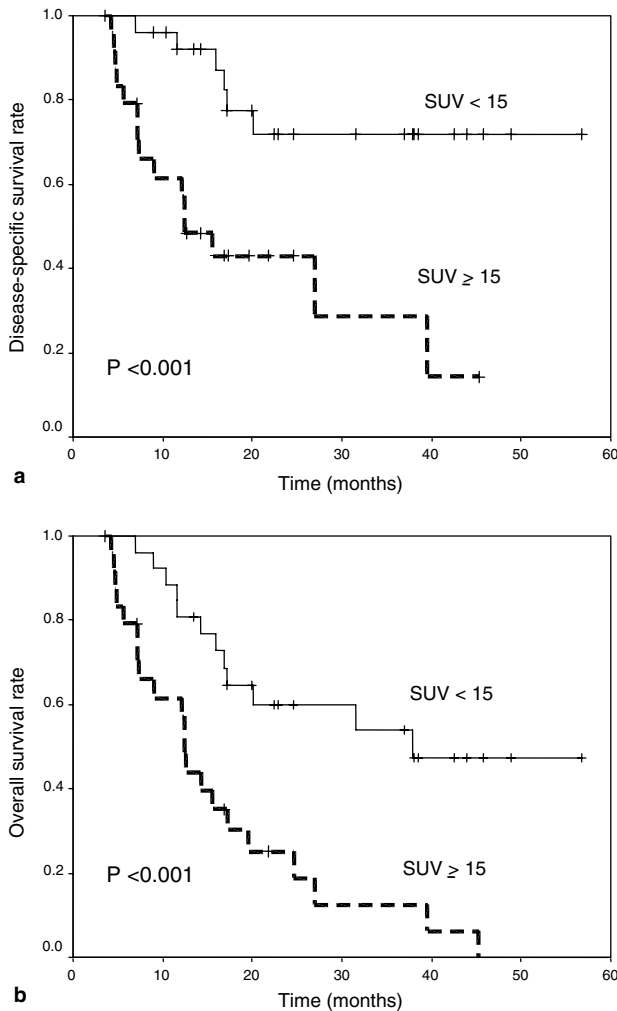 1.0
0.8
0.6
0.4
0.2
0.0
Disease-specific survival rate
SUV < 15
SUV ≥ 15
P <0.001
0 10 20 30 40 50 60
Time (months)
a
1.0
0.8
0.6
0.4
0.2
0.0
Overall survival rate
SUV < 15
SUV ≥ 15
P <0.001
0 10 20 30 40 50 60
Time (months)
b